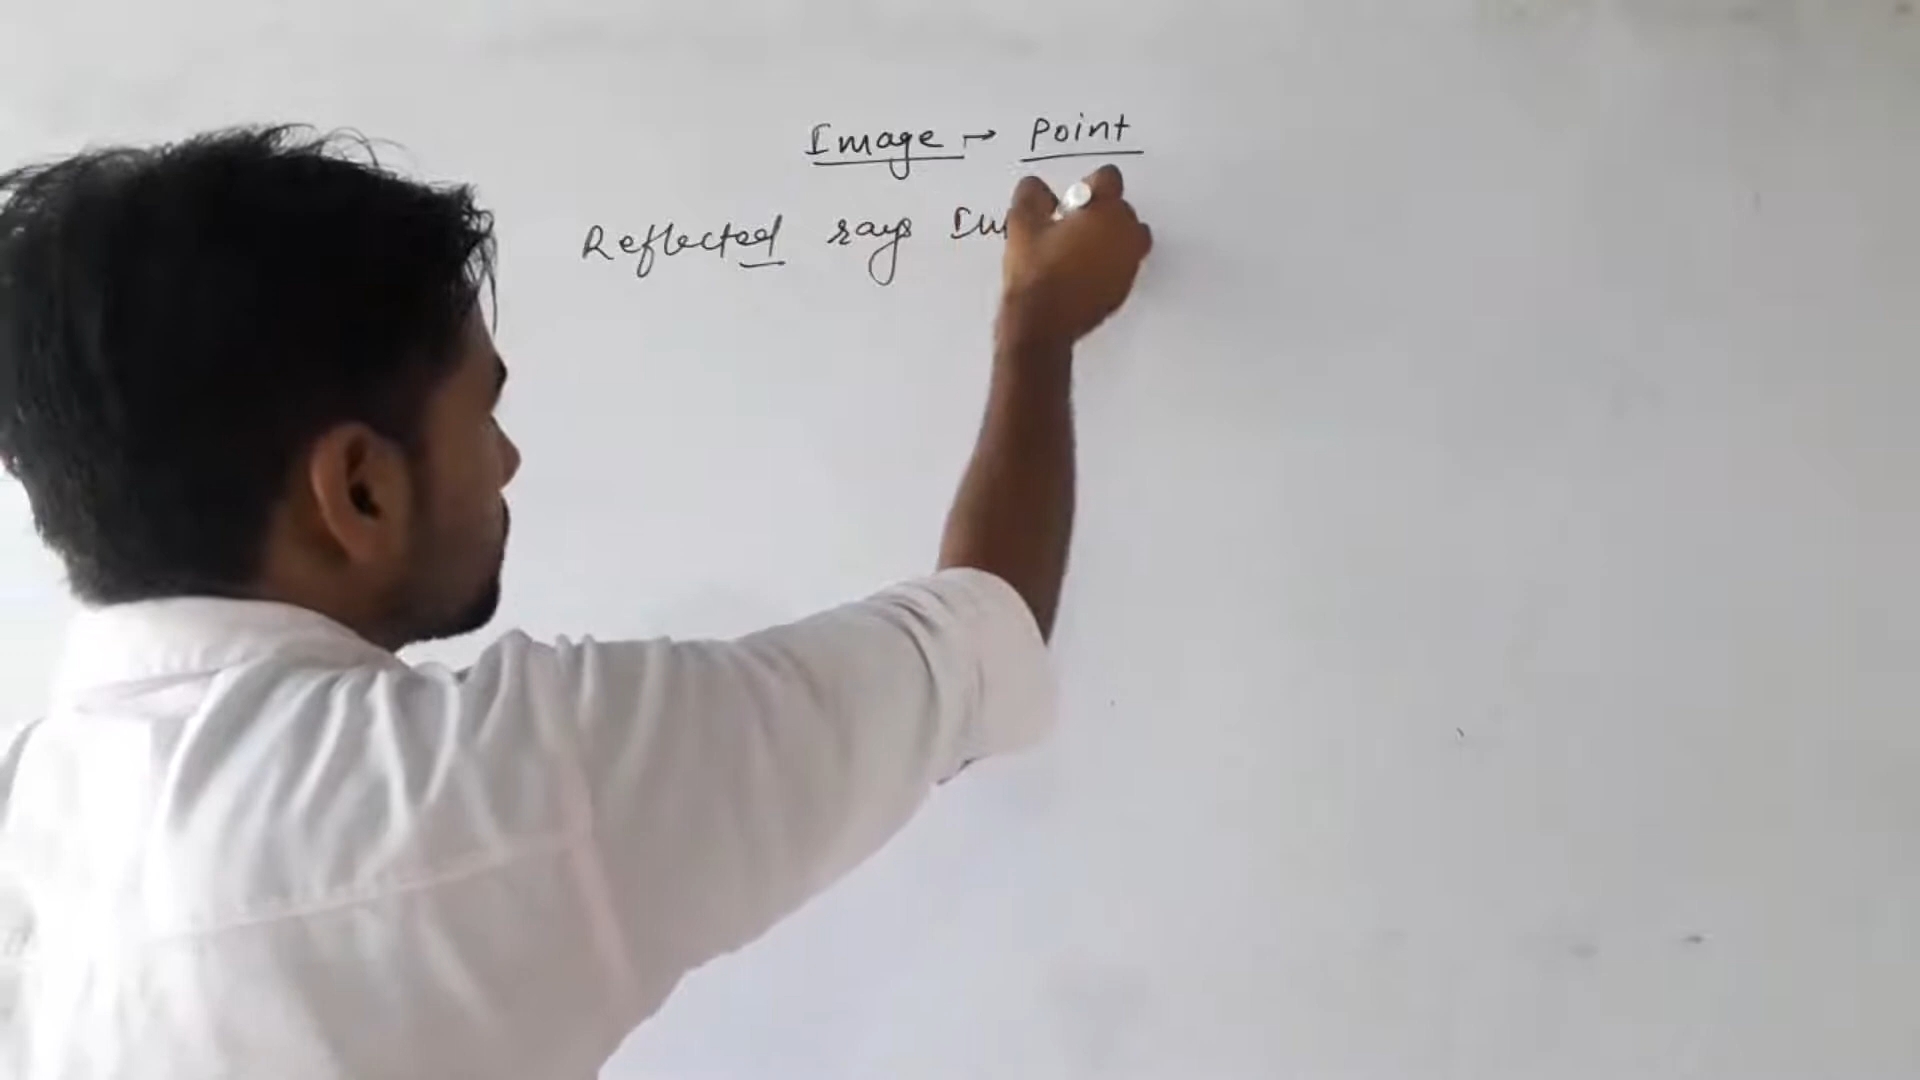 Image → Point
Reflected rays